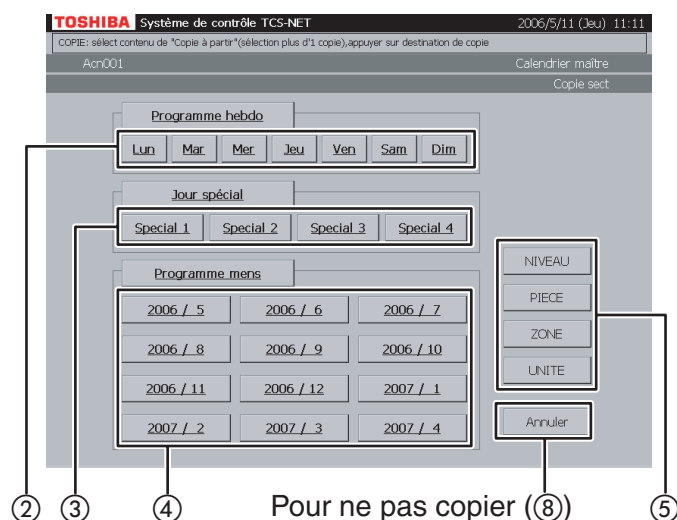 TOSHIBA Système de contrôle TCS-NET 2006/5/11 (Jeu) 11:11
COPIE: sélect contenu de "Copie à partir"(sélection plus d'1 copie),appuyer sur destination de copie
Acn001 Calendrier maître
Copie sect
Programme hebdo
Lun Mar Mer Jeu Ven Sam Dim
Jour spécial
Special 1 Special 2 Special 3 Special 4
Programme mens
2006 / 5 2006 / 6 2006 / 7
2006 / 8 2006 / 9 2006 / 10
2006 / 11 2006 / 12 2007 / 1
2007 / 2 2007 / 3 2007 / 4
NIVEAU
PIECE
ZONE
UNITE
Annuler
② ③ ④ Pour ne pas copier (⑧) ⑤